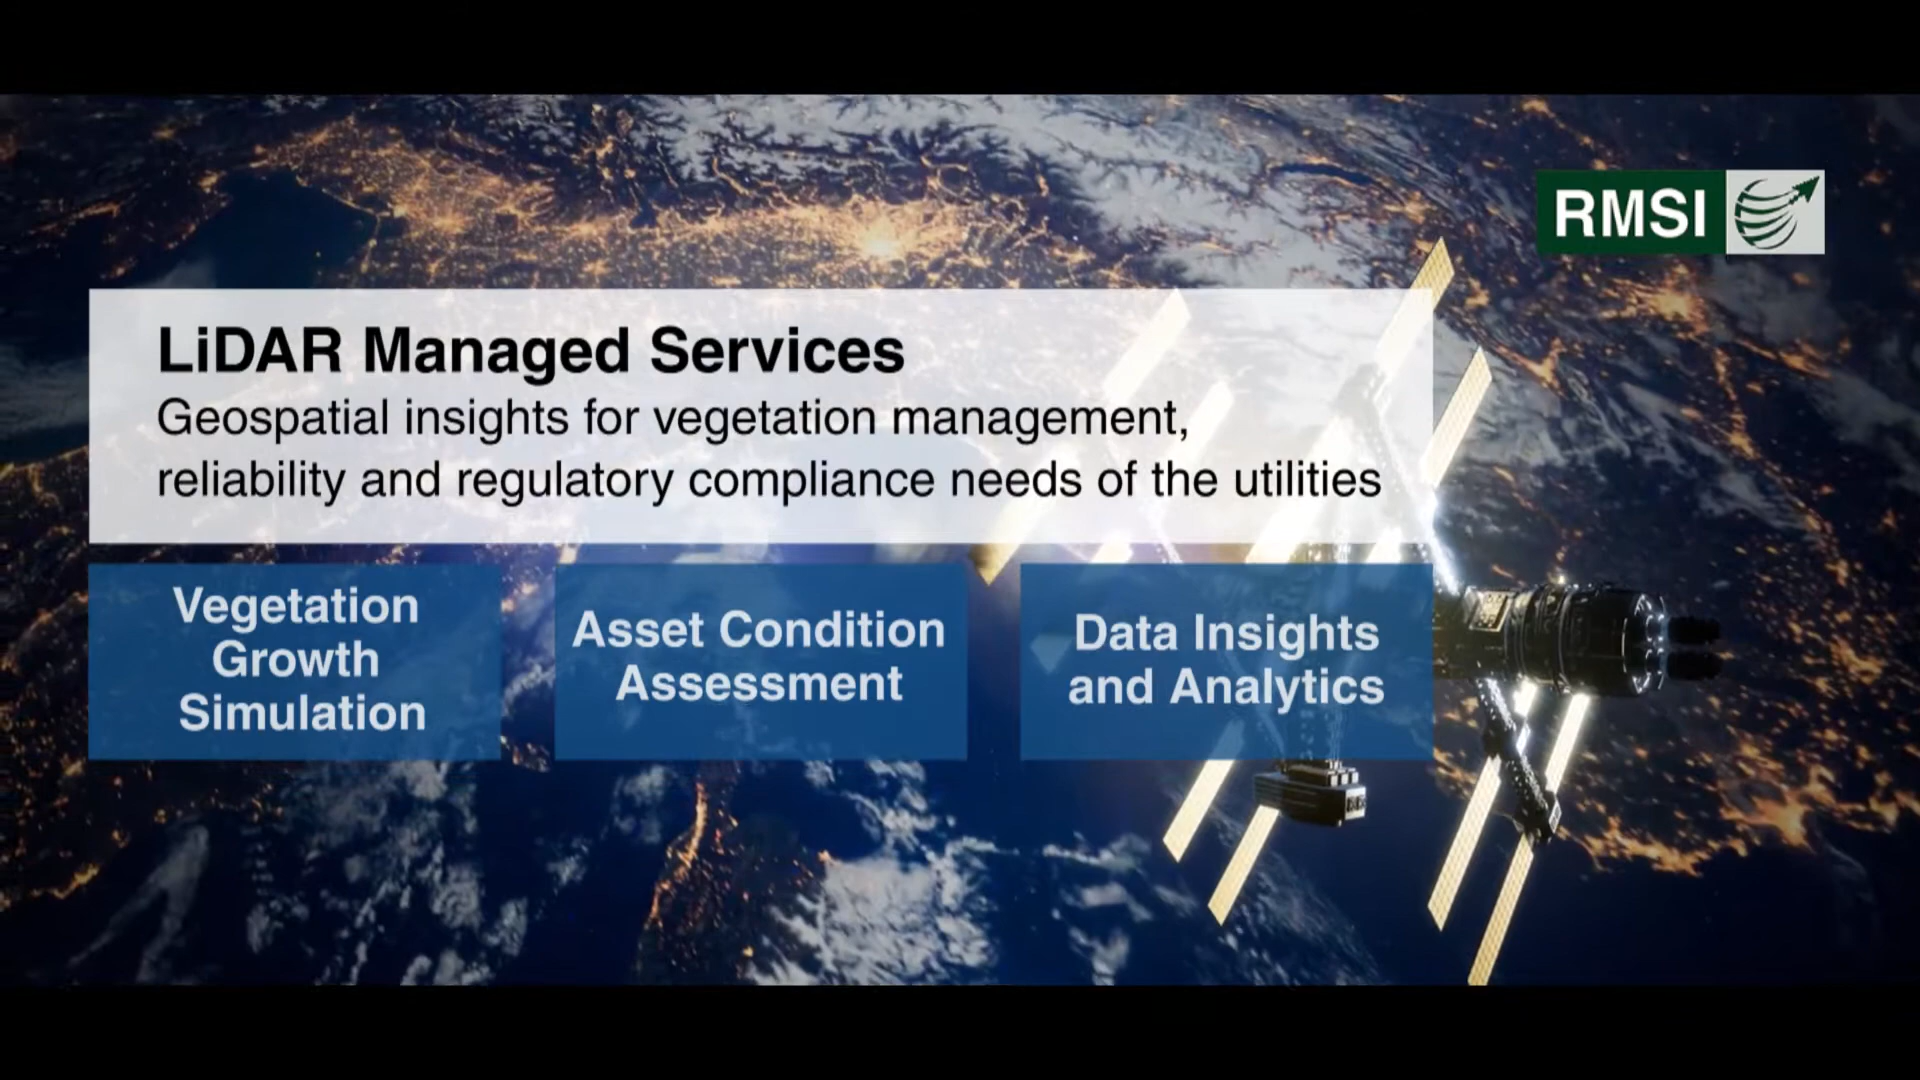 RMSI
LiDAR Managed Services
Geospatial insights for vegetation management,
reliability and regulatory compliance needs of the utilities
Vegetation
Growth
Simulation
Asset Condition
Assessment
Data Insights
and Analytics